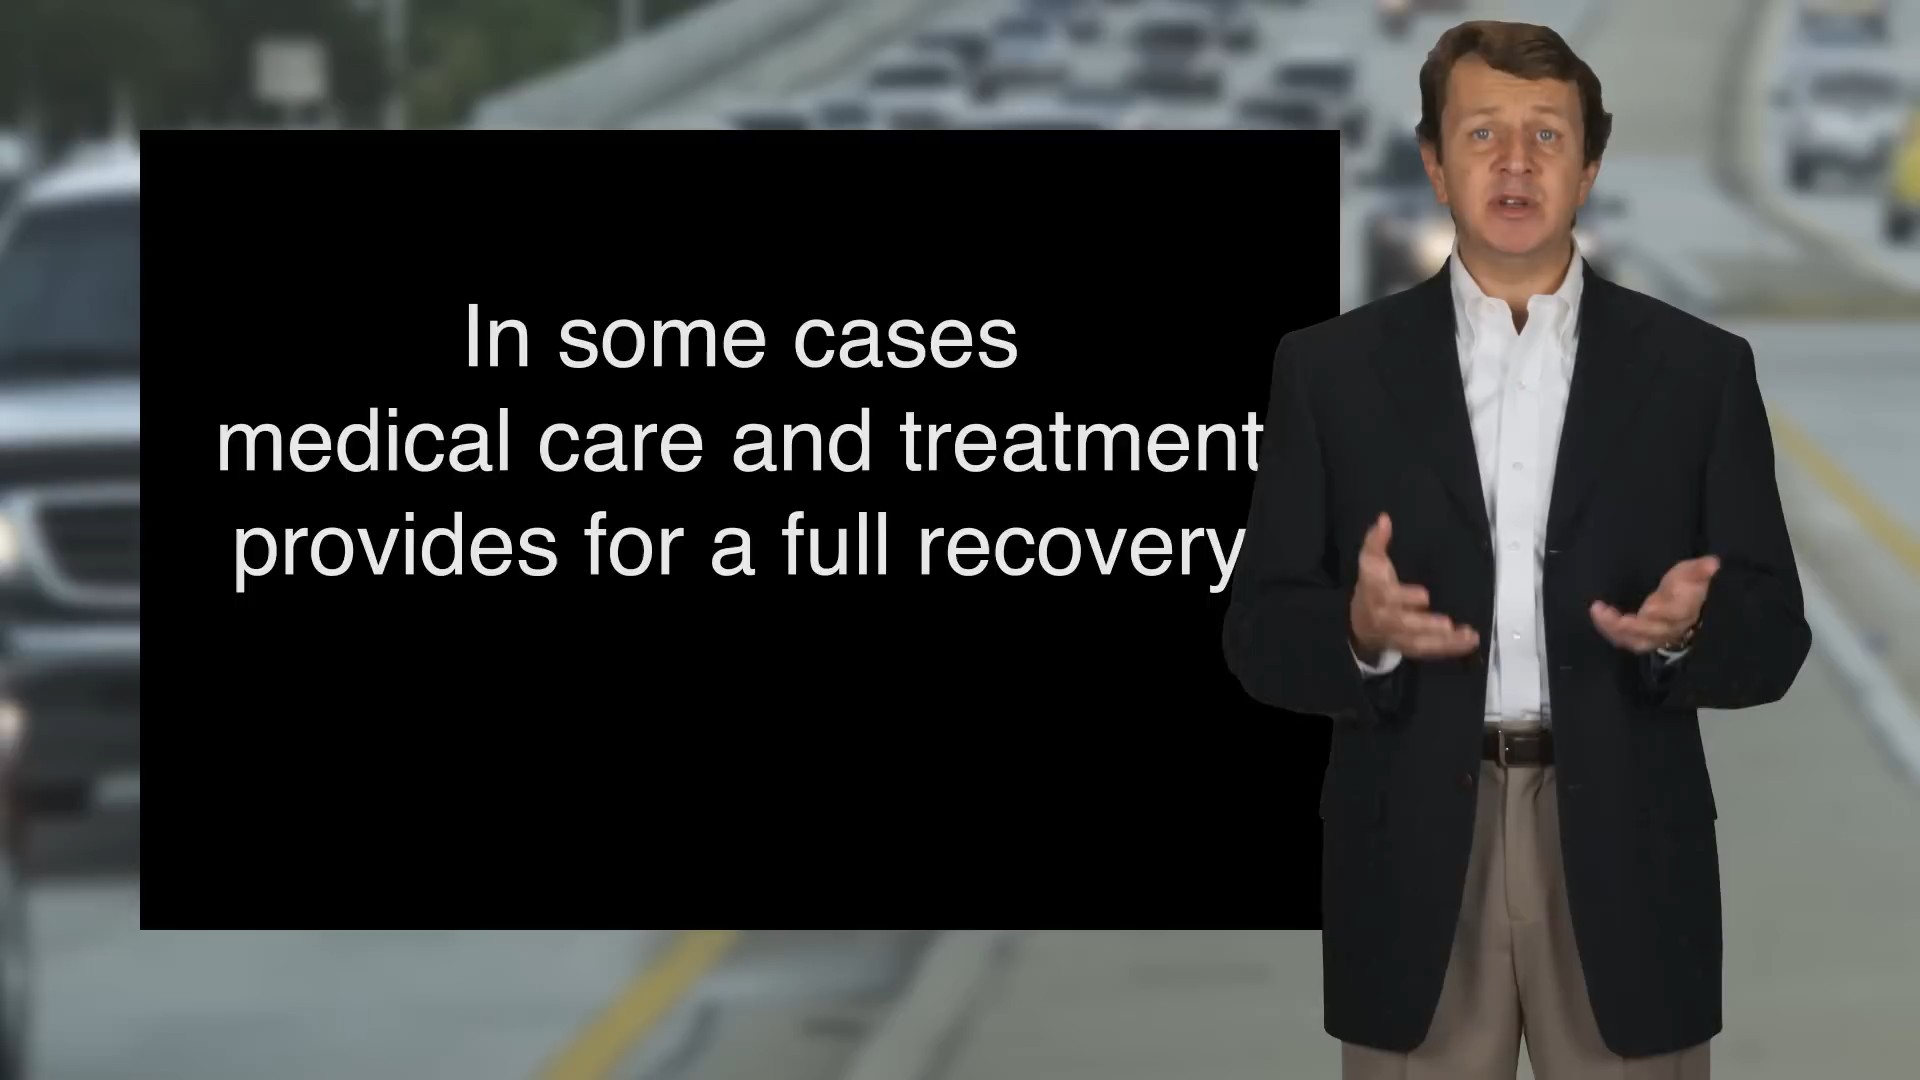 In some cases
medical care and treatment
provides for a full recovery